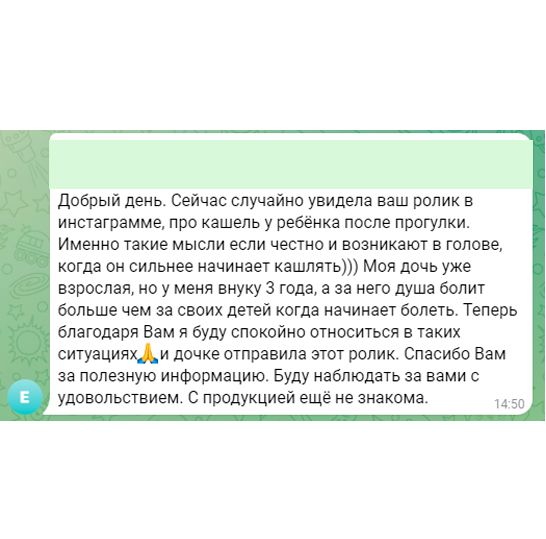 Добрый день. Сейчас случайно увидела ваш ролик в
инстаграмме, про кашель у ребёнка после прогулки.
Именно такие мысли если честно и возникают в голове,
когда он сильнее начинает кашлять))) Моя дочь уже
взрослая, но у меня внуку 3 года, а за него душа болит
больше чем за своих детей когда начинает болеть. Теперь
благодаря Вам я буду спокойно относиться в таких
ситуациях🙏и дочке отправила этот ролик. Спасибо Вам
за полезную информацию. Буду наблюдать за вами с
удовольствием. С продукцией ещё не знакома.
14:50
E